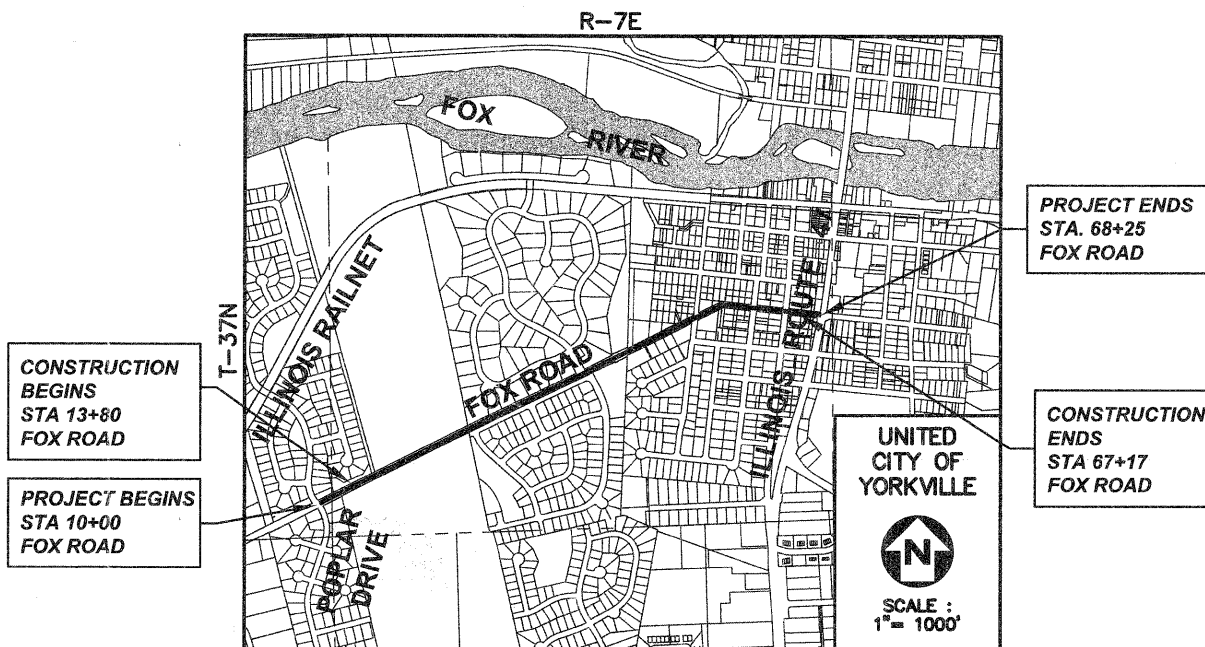 R-7E
FOX
RIVER
PROJECT ENDS
STA. 68+25
FOX ROAD
T-37N
ILLINOIS RAILNET
FOX ROAD
ILLINOIS ROUTE 47
CONSTRUCTION
BEGINS
STA 13+80
FOX ROAD
PROJECT BEGINS
STA 10+00
FOX ROAD
POPLAR
DRIVE
CONSTRUCTION
ENDS
STA 67+17
FOX ROAD
UNITED
CITY OF
YORKVILLE
N
SCALE :
1"= 1000'